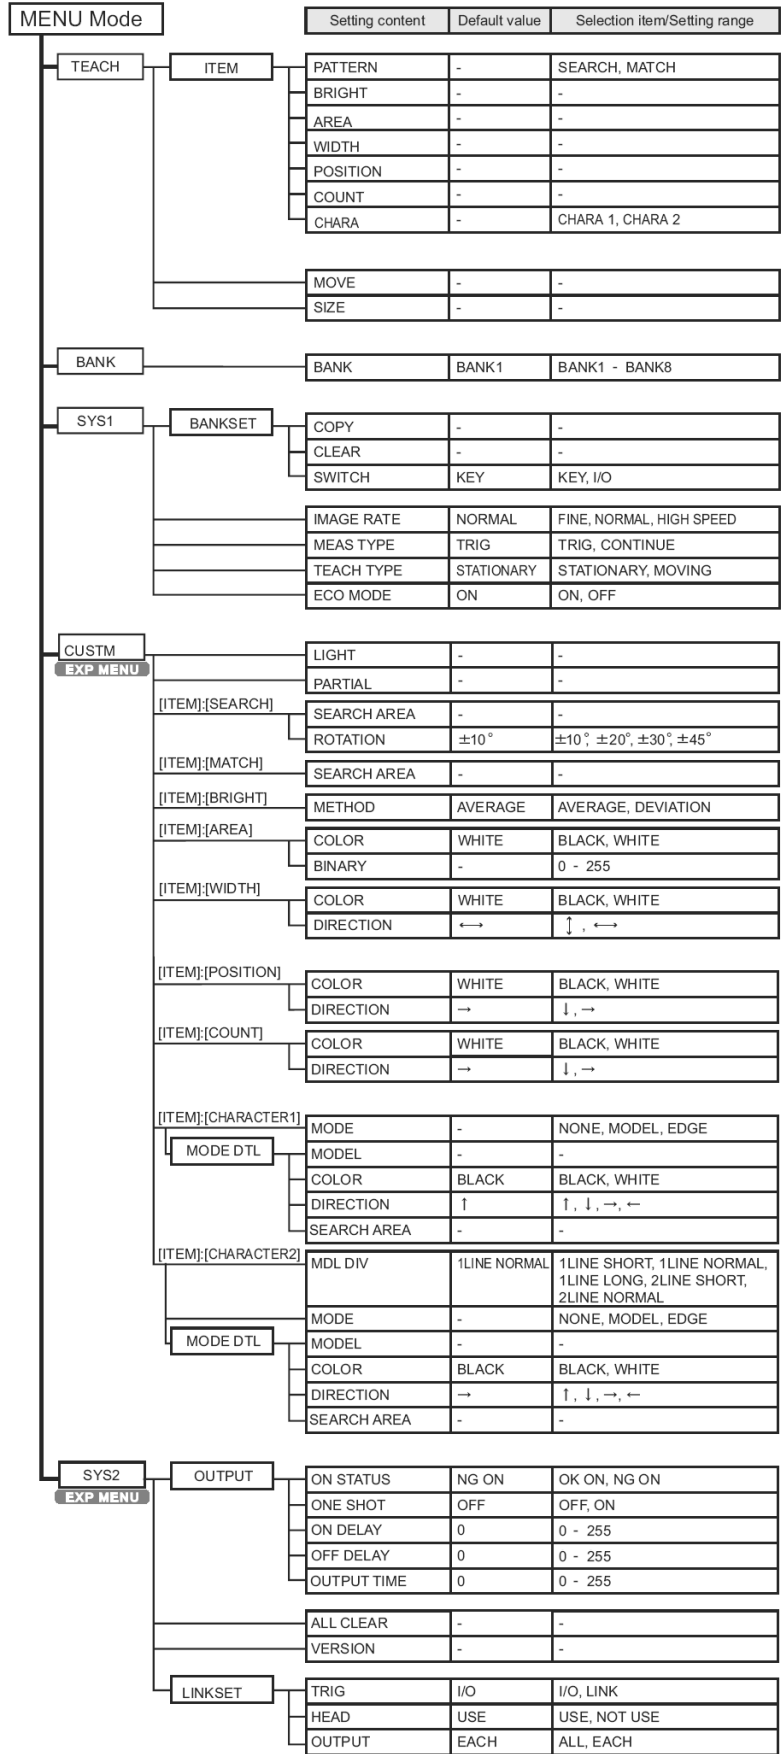 MENU Mode
Setting content Default value Selection item/Setting range
TEACH ITEM PATTERN - SEARCH, MATCH
BRIGHT - -
AREA - -
WIDTH - -
POSITION - -
COUNT - -
CHARA - CHARA 1, CHARA 2
MOVE - -
SIZE - -
BANK BANK BANK1 BANK1 - BANK8
SYS1 BANKSET COPY - -
CLEAR - -
SWITCH KEY KEY, I/O
IMAGE RATE NORMAL FINE, NORMAL, HIGH SPEED
MEAS TYPE TRIG TRIG, CONTINUE
TEACH TYPE STATIONARY STATIONARY, MOVING
ECO MODE ON ON, OFF
CUSTM LIGHT - -
EXP MENU
PARTIAL - -
[ITEM]:[SEARCH]
SEARCH AREA - -
ROTATION ±10° ±10°, ±20°, ±30°, ±45°
[ITEM]:[MATCH]
SEARCH AREA - -
[ITEM]:[BRIGHT]
METHOD AVERAGE AVERAGE, DEVIATION
[ITEM]:[AREA]
COLOR WHITE BLACK, WHITE
BINARY - 0 - 255
[ITEM]:[WIDTH]
COLOR WHITE BLACK, WHITE
DIRECTION ↔ ↕, ↔
[ITEM]:[POSITION]
COLOR WHITE BLACK, WHITE
DIRECTION → ↓, →
[ITEM]:[COUNT]
COLOR WHITE BLACK, WHITE
DIRECTION → ↓, →
[ITEM]:[CHARACTER1]
MODE - NONE, MODEL, EDGE
MODE DTL MODEL - -
COLOR BLACK BLACK, WHITE
DIRECTION ↑ ↑, ↓, →, ←
SEARCH AREA - -
[ITEM]:[CHARACTER2]
MDL DIV 1LINE NORMAL 1LINE SHORT, 1LINE NORMAL,
1LINE LONG, 2LINE SHORT,
2LINE NORMAL
MODE - NONE, MODEL, EDGE
MODE DTL MODEL - -
COLOR BLACK BLACK, WHITE
DIRECTION → ↑, ↓, →, ←
SEARCH AREA - -
SYS2 OUTPUT ON STATUS NG ON OK ON, NG ON
EXP MENU
ONE SHOT OFF OFF, ON
ON DELAY 0 0 - 255
OFF DELAY 0 0 - 255
OUTPUT TIME 0 0 - 255
ALL CLEAR - -
VERSION - -
LINKSET TRIG I/O I/O, LINK
HEAD USE USE, NOT USE
OUTPUT EACH ALL, EACH